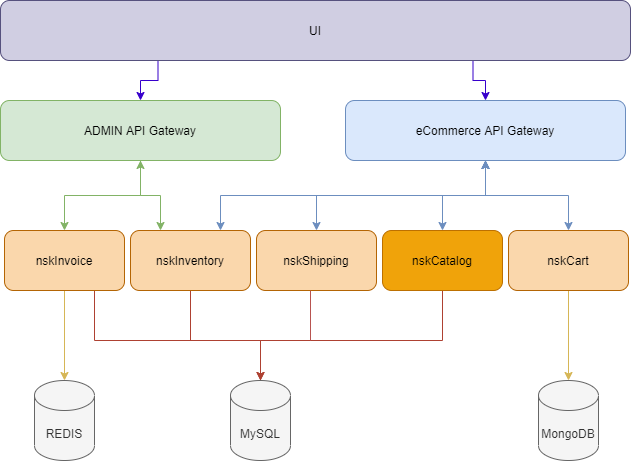 UI
ADMIN API Gateway
eCommerce API Gateway
nskInvoice
nskInventory
nskShipping
nskCatalog
nskCart
REDIS
MySQL
MongoDB